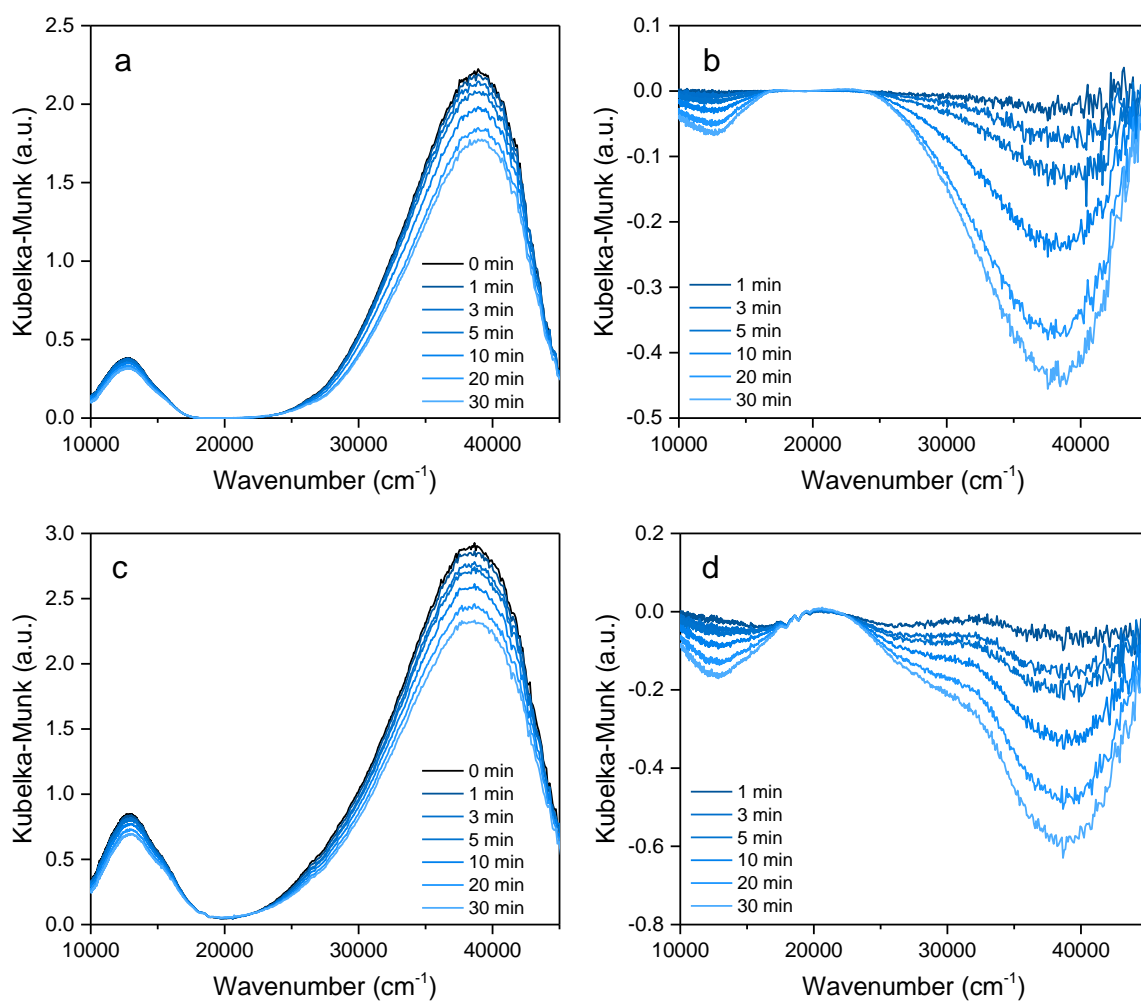 a
Kubelka-Munk (a.u.)
2.5
2.0
1.5
1.0
0.5
0.0
10000 20000 30000 40000
Wavenumber (cm⁻¹)
0 min
1 min
3 min
5 min
10 min
20 min
30 min
b
Kubelka-Munk (a.u.)
0.1
0.0
-0.1
-0.2
-0.3
-0.4
-0.5
10000 20000 30000 40000
Wavenumber (cm⁻¹)
1 min
3 min
5 min
10 min
20 min
30 min
c
Kubelka-Munk (a.u.)
3.0
2.5
2.0
1.5
1.0
0.5
0.0
10000 20000 30000 40000
Wavenumber (cm⁻¹)
0 min
1 min
3 min
5 min
10 min
20 min
30 min
d
Kubelka-Munk (a.u.)
0.2
0.0
-0.2
-0.4
-0.6
-0.8
10000 20000 30000 40000
Wavenumber (cm⁻¹)
1 min
3 min
5 min
10 min
20 min
30 min